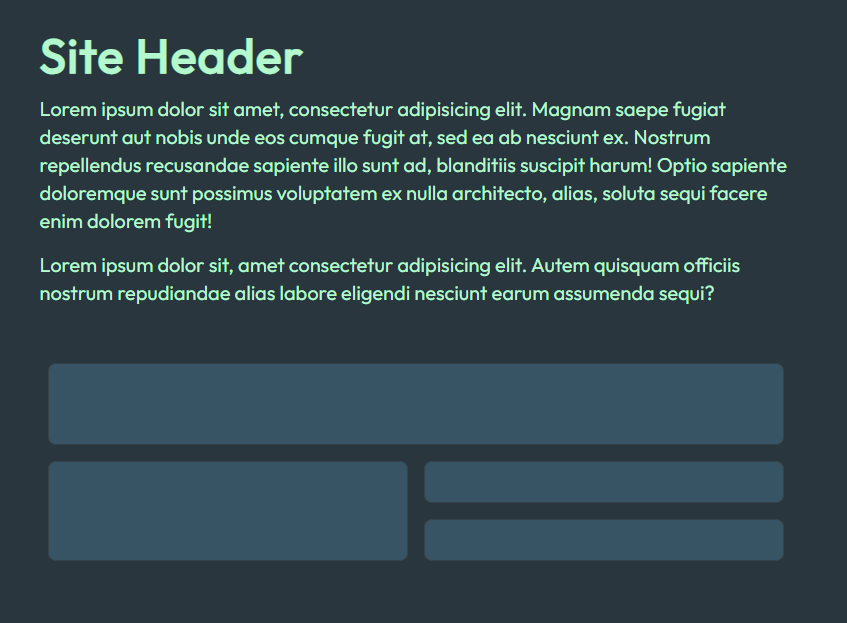 Site Header
Lorem ipsum dolor sit amet, consectetur adipisicing elit. Magnam saepe fugiat
deserunt aut nobis unde eos cumque fugit at, sed ea ab nesciunt ex. Nostrum
repellendus recusandae sapiente illo sunt ad, blanditiis suscipit harum! Optio sapiente
doloremque sunt possimus voluptatem ex nulla architecto, alias, soluta sequi facere
enim dolorem fugit!
Lorem ipsum dolor sit, amet consectetur adipisicing elit. Autem quisquam officiis
nostrum repudiandae alias labore eligendi nesciunt earum assumenda sequi?